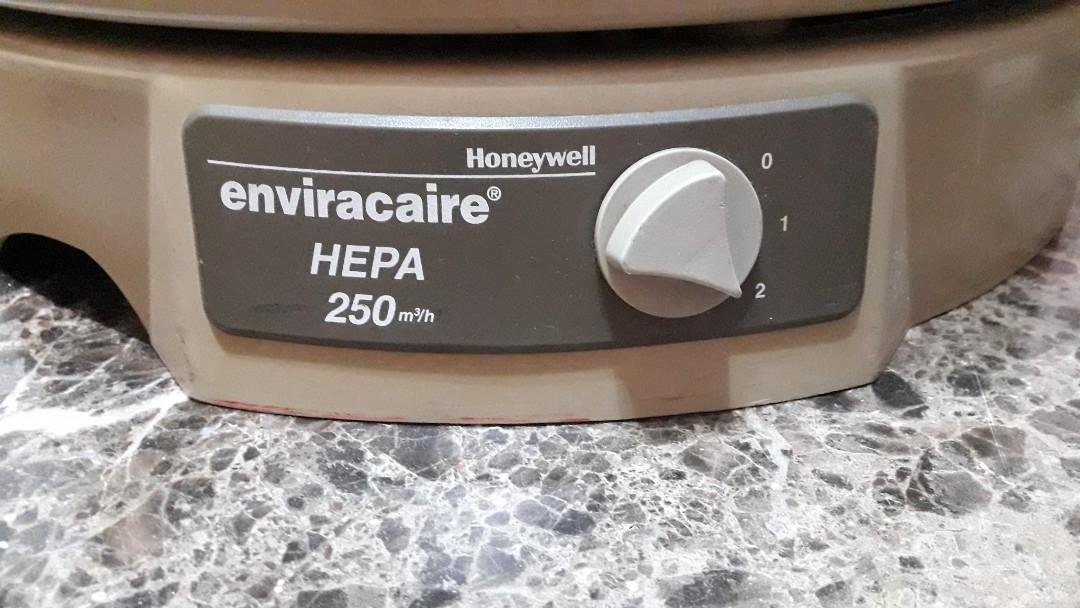 Honeywell
enviracaire®
HEPA
250 m³/h
0
1
2